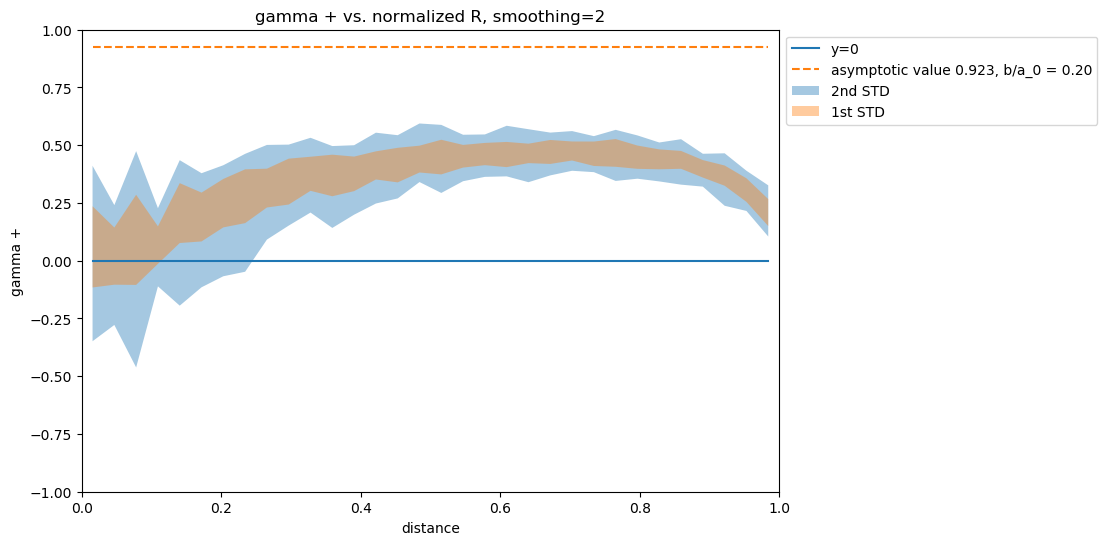 gamma + vs. normalized R, smoothing=2
1.00
0.75
0.50
0.25
0.00
−0.25
−0.50
−0.75
−1.00
gamma +
0.0
0.2
0.4
0.6
0.8
1.0
distance
y=0
asymptotic value 0.923, b/a_0 = 0.20
2nd STD
1st STD